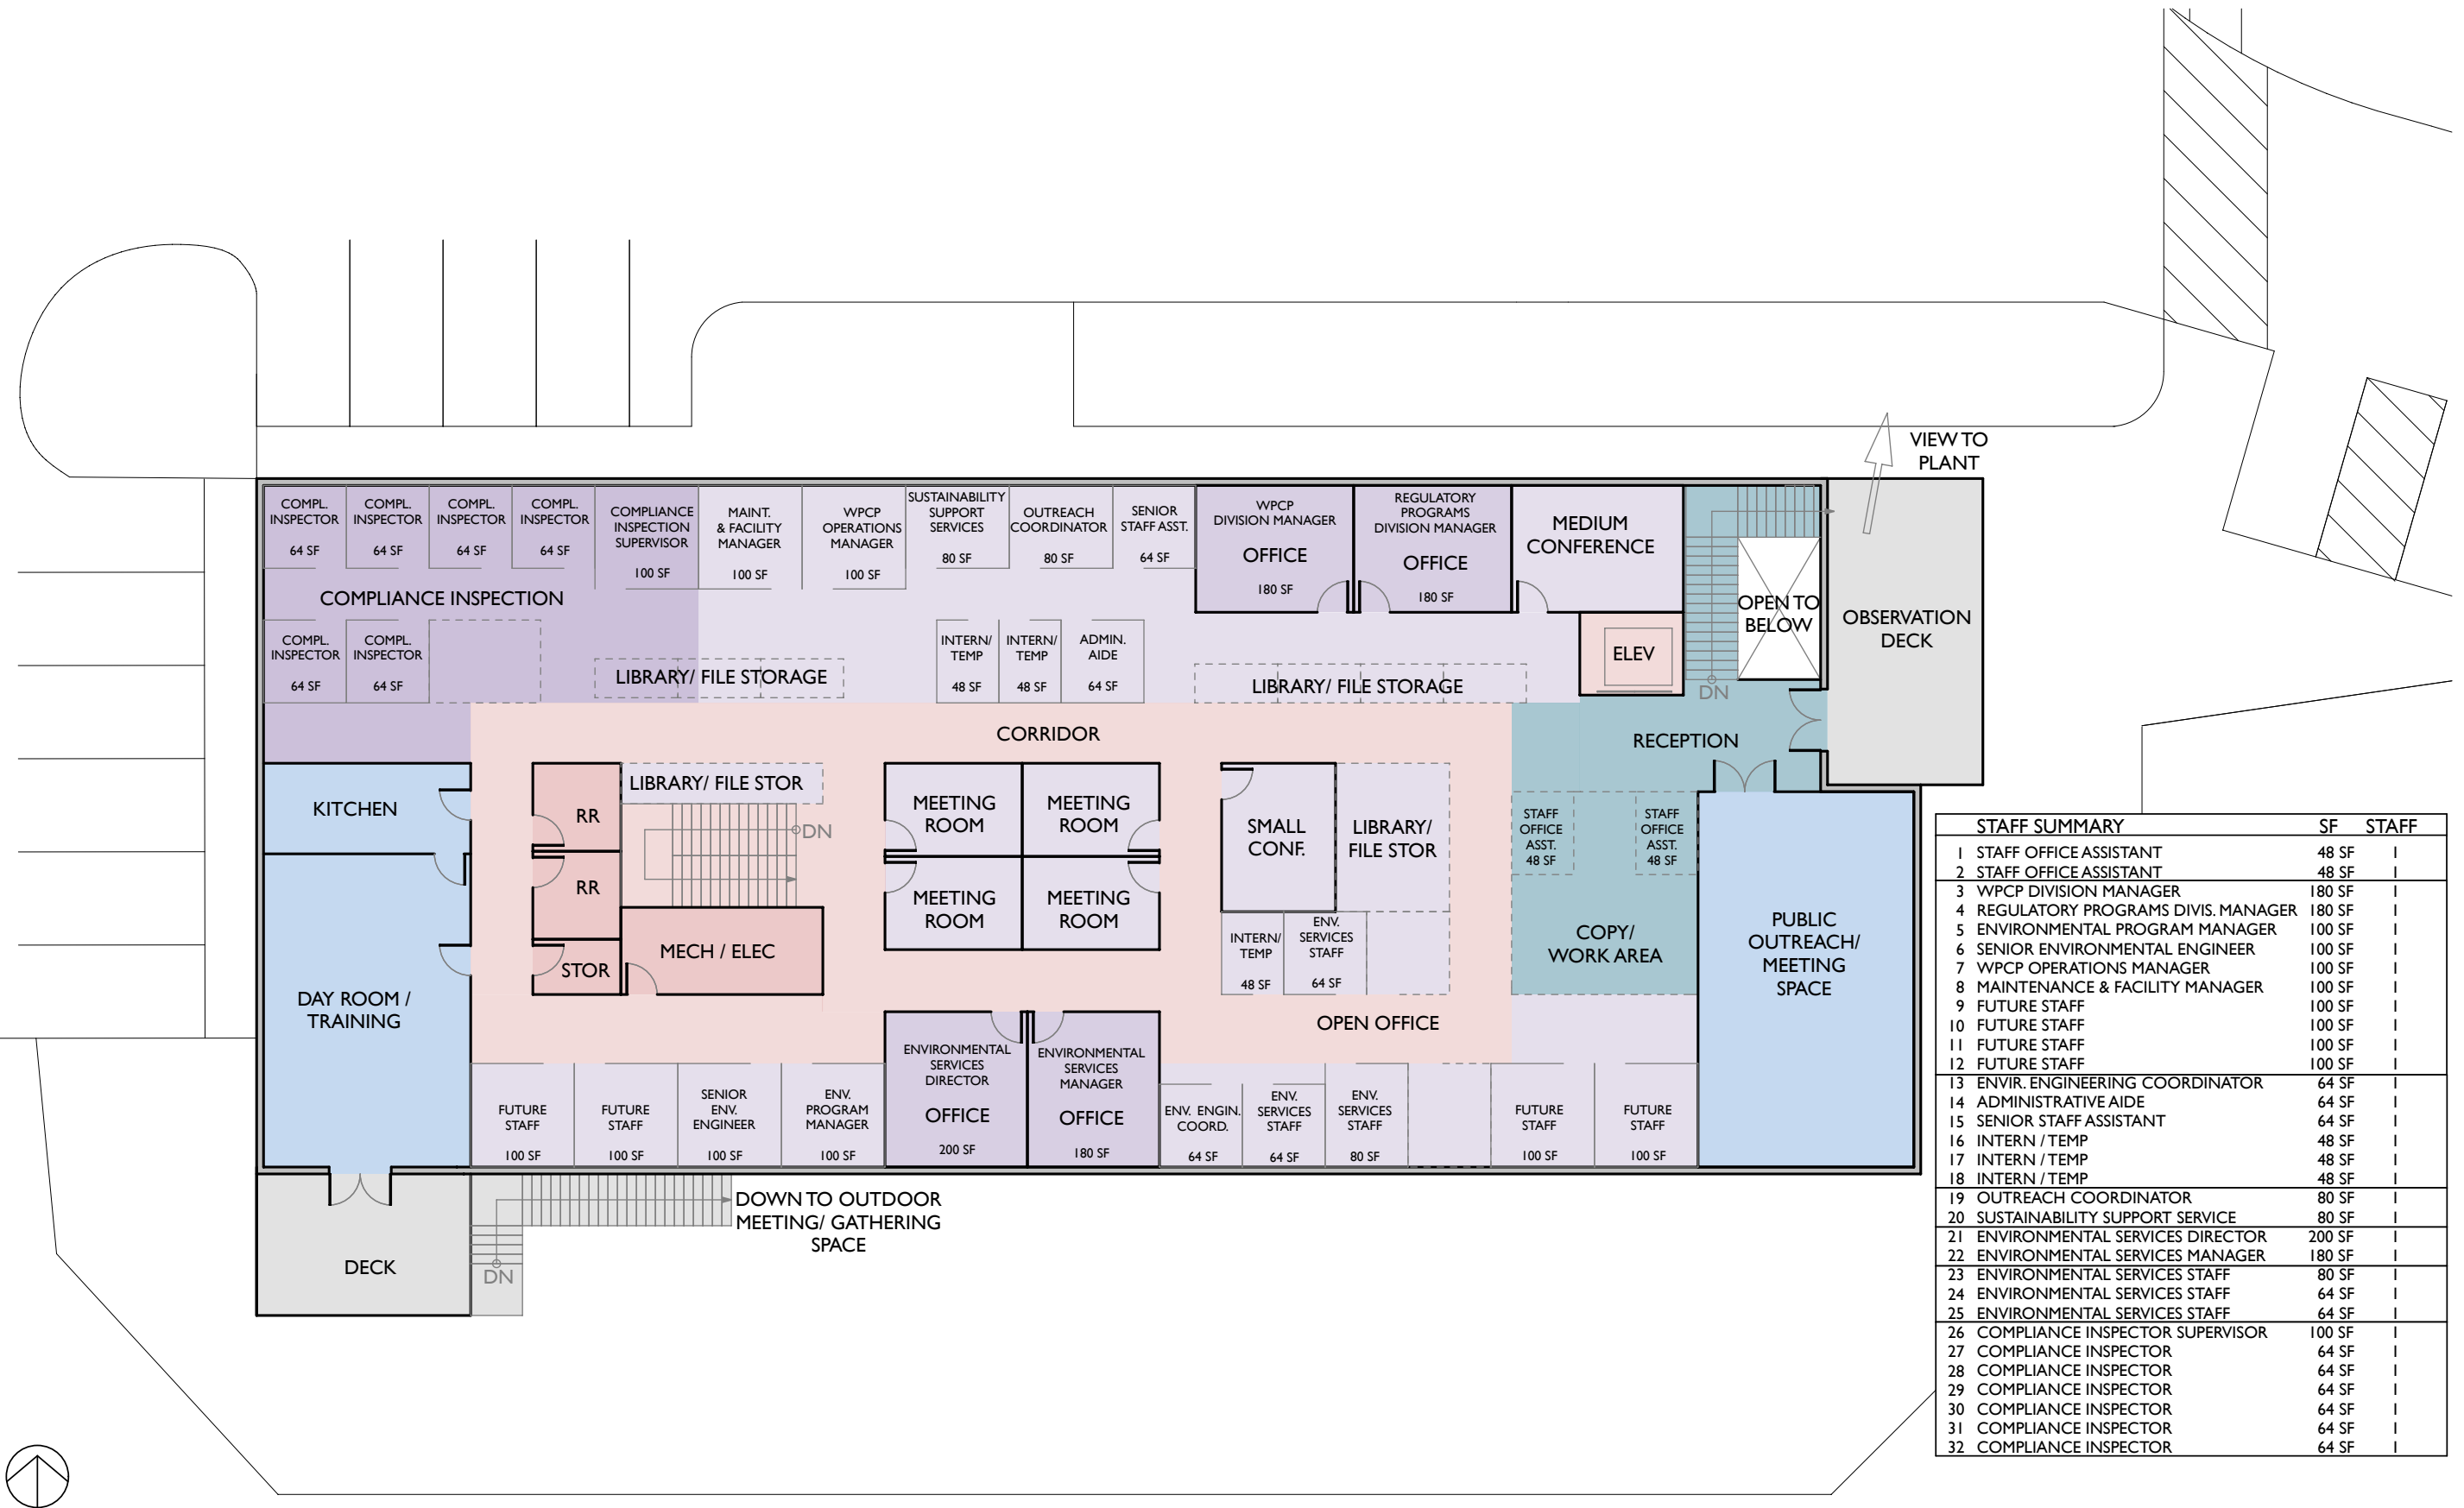 VIEW TO
PLANT
COMPL.
INSPECTOR
64 SF
COMPL.
INSPECTOR
64 SF
COMPL.
INSPECTOR
64 SF
COMPL.
INSPECTOR
64 SF
COMPLIANCE
INSPECTION
SUPERVISOR
100 SF
MAINT.
& FACILITY
MANAGER
100 SF
WPCP
OPERATIONS
MANAGER
100 SF
SUSTAINABILITY
SUPPORT
SERVICES
80 SF
OUTREACH
COORDINATOR
80 SF
SENIOR
STAFF ASST.
64 SF
WPCP
DIVISION MANAGER
OFFICE
180 SF
REGULATORY
PROGRAMS
DIVISION MANAGER
OFFICE
180 SF
MEDIUM
CONFERENCE
OPEN TO
BELOW
OBSERVATION
DECK
COMPLIANCE INSPECTION
COMPL.
INSPECTOR
64 SF
COMPL.
INSPECTOR
64 SF
LIBRARY/ FILE STORAGE
INTERN/
TEMP
48 SF
INTERN/
TEMP
48 SF
ADMIN.
AIDE
64 SF
LIBRARY/ FILE STORAGE
ELEV
DN
CORRIDOR
RECEPTION
KITCHEN
RR
LIBRARY/ FILE STOR
DN
MEETING
ROOM
MEETING
ROOM
SMALL
CONF.
LIBRARY/
FILE STOR
STAFF
OFFICE
ASST.
48 SF
STAFF
OFFICE
ASST.
48 SF
RR
MEETING
ROOM
MEETING
ROOM
STOR
MECH / ELEC
INTERN/
TEMP
48 SF
ENV.
SERVICES
STAFF
64 SF
COPY/
WORK AREA
PUBLIC
OUTREACH/
MEETING
SPACE
DAY ROOM /
TRAINING
OPEN OFFICE
FUTURE
STAFF
100 SF
FUTURE
STAFF
100 SF
SENIOR
ENV.
ENGINEER
100 SF
ENV.
PROGRAM
MANAGER
100 SF
ENVIRONMENTAL
SERVICES
DIRECTOR
OFFICE
200 SF
ENVIRONMENTAL
SERVICES
MANAGER
OFFICE
180 SF
ENV. ENGIN.
COORD.
64 SF
ENV.
SERVICES
STAFF
64 SF
ENV.
SERVICES
STAFF
80 SF
FUTURE
STAFF
100 SF
FUTURE
STAFF
100 SF
DOWN TO OUTDOOR
MEETING/ GATHERING
SPACE
DECK
DN
STAFF SUMMARY SF STAFF
1 STAFF OFFICE ASSISTANT 48 SF 1
2 STAFF OFFICE ASSISTANT 48 SF 1
3 WPCP DIVISION MANAGER 180 SF 1
4 REGULATORY PROGRAMS DIVIS. MANAGER 180 SF 1
5 ENVIRONMENTAL PROGRAM MANAGER 100 SF 1
6 SENIOR ENVIRONMENTAL ENGINEER 100 SF 1
7 WPCP OPERATIONS MANAGER 100 SF 1
8 MAINTENANCE & FACILITY MANAGER 100 SF 1
9 FUTURE STAFF 100 SF 1
10 FUTURE STAFF 100 SF 1
11 FUTURE STAFF 100 SF 1
12 FUTURE STAFF 100 SF 1
13 ENVIR. ENGINEERING COORDINATOR 64 SF 1
14 ADMINISTRATIVE AIDE 64 SF 1
15 SENIOR STAFF ASSISTANT 64 SF 1
16 INTERN / TEMP 48 SF 1
17 INTERN / TEMP 48 SF 1
18 INTERN / TEMP 48 SF 1
19 OUTREACH COORDINATOR 80 SF 1
20 SUSTAINABILITY SUPPORT SERVICE 80 SF 1
21 ENVIRONMENTAL SERVICES DIRECTOR 200 SF 1
22 ENVIRONMENTAL SERVICES MANAGER 180 SF 1
23 ENVIRONMENTAL SERVICES STAFF 80 SF 1
24 ENVIRONMENTAL SERVICES STAFF 64 SF 1
25 ENVIRONMENTAL SERVICES STAFF 64 SF 1
26 COMPLIANCE INSPECTOR SUPERVISOR 100 SF 1
27 COMPLIANCE INSPECTOR 64 SF 1
28 COMPLIANCE INSPECTOR 64 SF 1
29 COMPLIANCE INSPECTOR 64 SF 1
30 COMPLIANCE INSPECTOR 64 SF 1
31 COMPLIANCE INSPECTOR 64 SF 1
32 COMPLIANCE INSPECTOR 64 SF 1